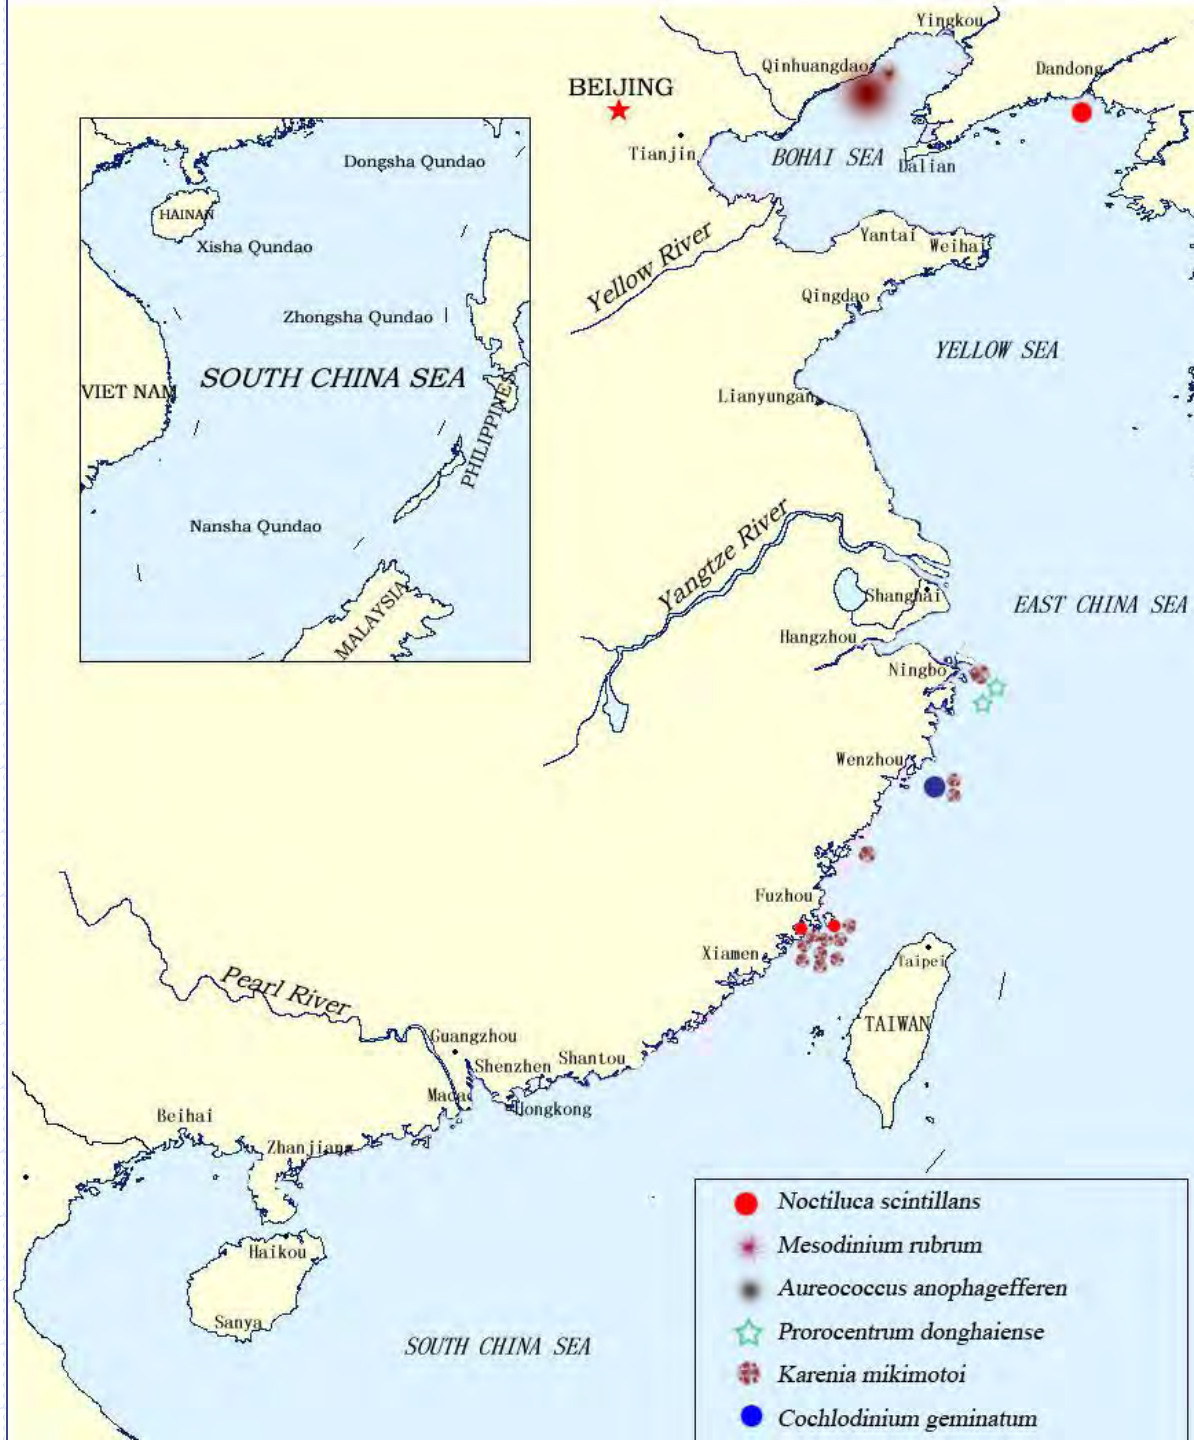 Yingkou
Qinhuangdao
Dandong
BEIJING
Tianjin
BOHAI SEA
Dalian
Dongsha Qundao
HAINAN
Xisha Qundao
Zhongsha Qundao
SOUTH CHINA SEA
VIET NAM
PHILIPPINES
Nansha Qundao
MALAYSIA
Yellow River
Yantai
Weihai
Qingdao
YELLOW SEA
Lianyungan
Yangtze River
Shanghai
EAST CHINA SEA
Hangzhou
Ningbo
Wenzhou
Fuzhou
Xiamen
Taipei
TAIWAN
Pearl River
Guangzhou
Shenzhen
Shantou
Macac
Hongkong
Beihai
Zhanjiang
Haikou
Sanya
SOUTH CHINA SEA
Noctiluca scintillans
Mesodinium rubrum
Aureococcus anophagefferen
Prorocentrum donghaiense
Karenia mikimotoi
Cochlodinium geminatum